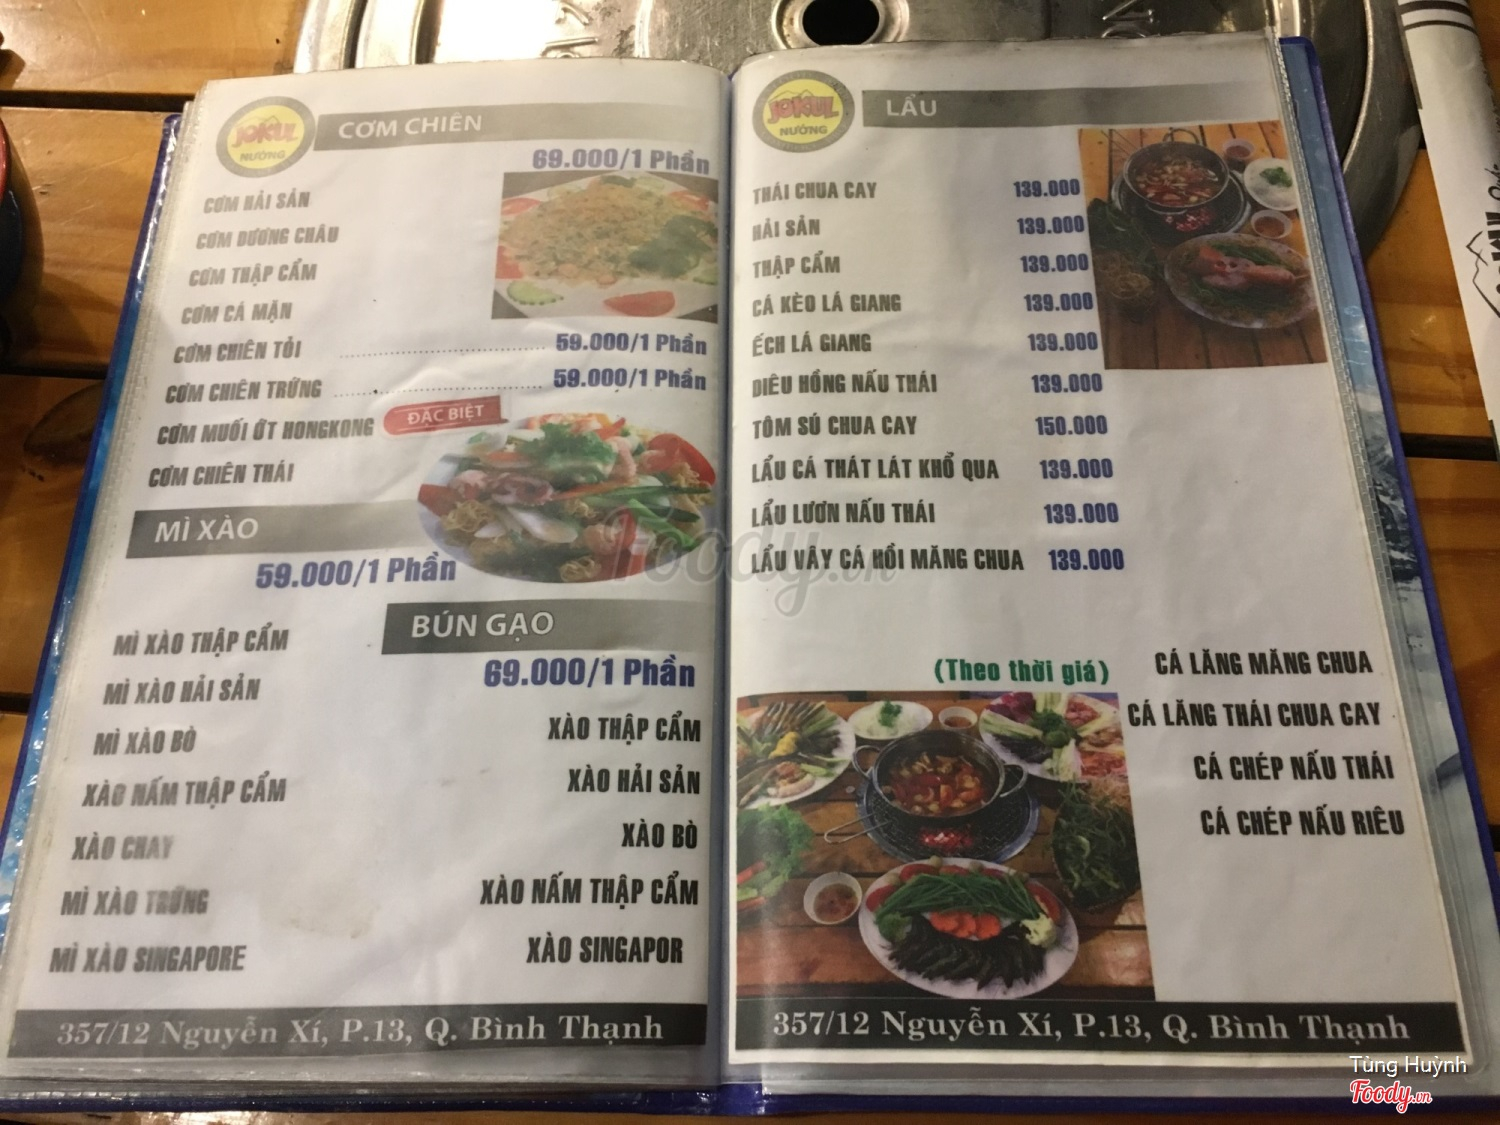 JOKUL
NƯỚNG
CƠM CHIÊN
69.000/1 Phần
CƠM HẢI SẢN
CƠM DƯƠNG CHÂU
CƠM THẬP CẨM
CƠM CÁ MẶN
CƠM CHIÊN TỎI 59.000/1 Phần
CƠM CHIÊN TRỨNG 59.000/1 Phần
CƠM MUỐI ỚT HONGKONG ĐẶC BIỆT
CƠM CHIÊN THÁI
MÌ XÀO
59.000/1 Phần
MÌ XÀO THẬP CẨM
MÌ XÀO HẢI SẢN
MÌ XÀO BÒ
XÀO NẤM THẬP CẨM
XÀO CHAY
MÌ XÀO TRỨNG
MÌ XÀO SINGAPORE
BÚN GẠO
69.000/1 Phần
XÀO THẬP CẨM
XÀO HẢI SẢN
XÀO BÒ
XÀO NẤM THẬP CẨM
XÀO SINGAPOR
357/12 Nguyễn Xí, P.13, Q. Bình Thạnh
JOKUL
NƯỚNG
LẨU
THÁI CHUA CAY 139.000
HẢI SẢN 139.000
THẬP CẨM 139.000
CÁ KÈO LÁ GIANG 139.000
ẾCH LÁ GIANG 139.000
DIÊU HỒNG NẤU THÁI 139.000
TÔM SÚ CHUA CAY 150.000
LẨU CÁ THÁT LÁT KHỔ QUA 139.000
LẨU LƯƠN NẤU THÁI 139.000
LẨU VÂY CÁ HỒI MĂNG CHUA 139.000
(Theo thời giá)
CÁ LĂNG MĂNG CHUA
CÁ LĂNG THÁI CHUA CAY
CÁ CHÉP NẤU THÁI
CÁ CHÉP NẤU RIÊU
357/12 Nguyễn Xí, P.13, Q. Bình Thạnh
Foody.vn
Tùng Huỳnh
Foody.vn